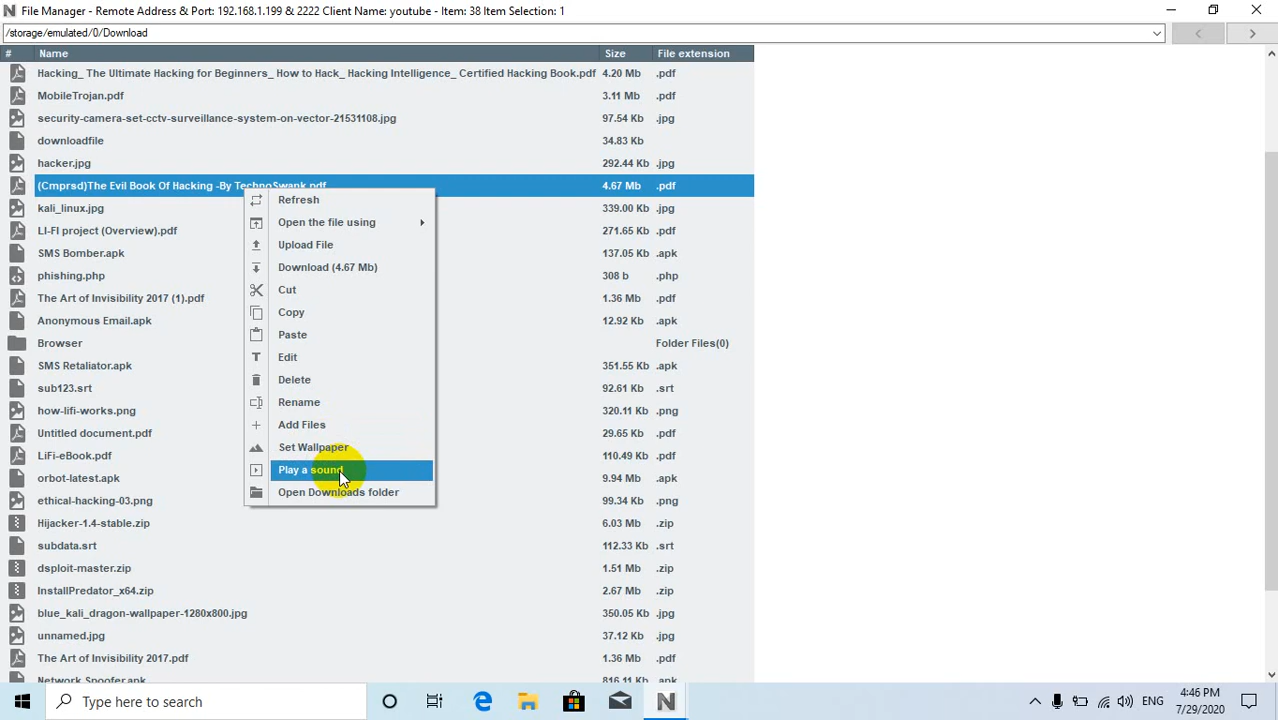 File Manager - Remote Address & Port: 192.168.1.199 & 2222 Client Name: youtube - Item: 38 Item Selection: 1
/storage/emulated/0/Download
# Name Size File extension
Hacking_ The Ultimate Hacking for Beginners_ How to Hack_ Hacking Intelligence_ Certified Hacking Book.pdf 4.20 Mb .pdf
MobileTrojan.pdf 3.11 Mb .pdf
security-camera-set-cctv-surveillance-system-on-vector-21531108.jpg 97.54 Kb .jpg
downloadfile 34.83 Kb
hacker.jpg 292.44 Kb .jpg
(Cmprsd)The Evil Book Of Hacking -By TechnoSwank.pdf 4.67 Mb .pdf
kali_linux.jpg 339.00 Kb .jpg
LI-FI project (Overview).pdf 271.65 Kb .pdf
SMS Bomber.apk 137.05 Kb .apk
phishing.php 308 b .php
The Art of Invisibility 2017 (1).pdf 1.36 Mb .pdf
Anonymous Email.apk 12.92 Kb .apk
Browser Folder Files(0)
SMS Retaliator.apk 351.55 Kb .apk
sub123.srt 92.61 Kb .srt
how-lifi-works.png 320.11 Kb .png
Untitled document.pdf 29.65 Kb .pdf
LiFi-eBook.pdf 110.49 Kb .pdf
orbot-latest.apk 9.94 Mb .apk
ethical-hacking-03.png 99.34 Kb .png
Hijacker-1.4-stable.zip 6.03 Mb .zip
subdata.srt 112.33 Kb .srt
dsploit-master.zip 1.51 Mb .zip
InstallPredator_x64.zip 2.67 Mb .zip
blue_kali_dragon-wallpaper-1280x800.jpg 350.05 Kb .jpg
unnamed.jpg 37.12 Kb .jpg
The Art of Invisibility 2017.pdf 1.36 Mb .pdf
Network Spoofer.apk 816.11 Kb .apk
Refresh
Open the file using
Upload File
Download (4.67 Mb)
Cut
Copy
Paste
Edit
Delete
Rename
Add Files
Set Wallpaper
Play a sound
Open Downloads folder
Type here to search
ENG
4:46 PM
7/29/2020